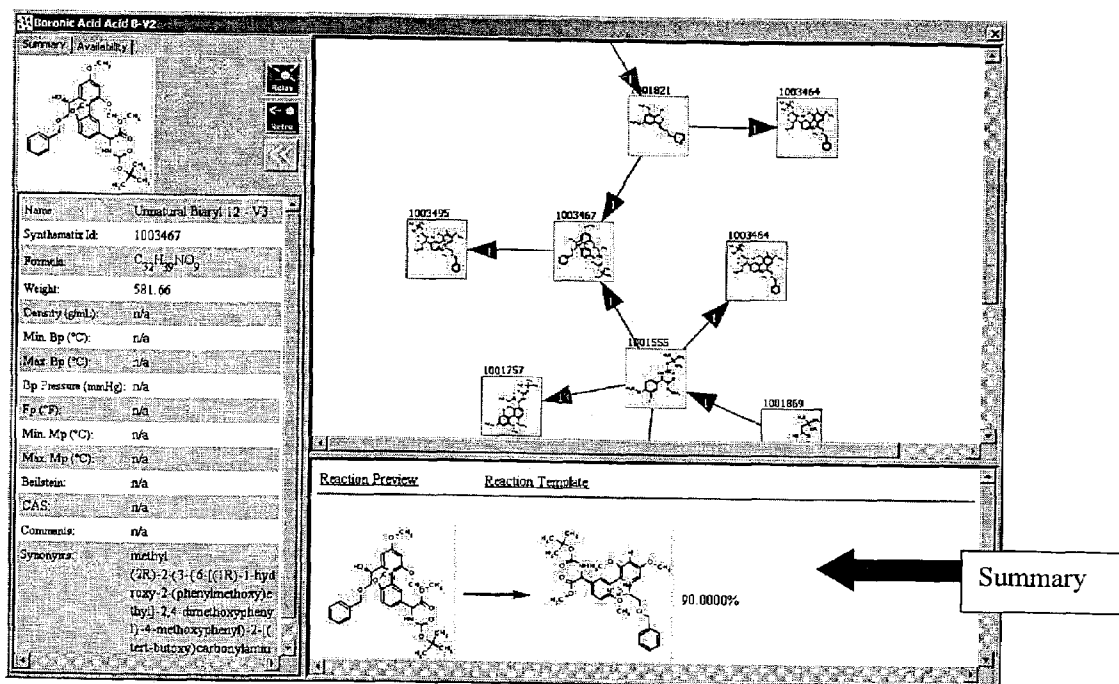 Boronic Acid Acid B-V2
Summary Availability
Retro
Name: Unnatural Biaryl 12 - V3
Synthematix Id: 1003467
Formula: C32H39NO9
Weight: 581.66
Density (g/mL): n/a
Min. Bp (°C): n/a
Max. Bp (°C): n/a
Bp Pressure (mmHg): n/a
Fp (°F): n/a
Min. Mp (°C): n/a
Max. Mp (°C): n/a
Beilstein: n/a
CAS: n/a
Comments: n/a
Synonyms: methyl
(2R)-2-(3-{6-[(1R)-1-hyd
roxy-2-(phenylmethoxy)e
thyl]-2,4-dimethoxypheny
l}-4-methoxyphenyl)-2-[(
tert-butoxy)carbonylamin
1001821
1003464
1003495
1003467
1003464
1001555
1001757
1001869
Reaction Preview Reaction Template
90.0000%
Summary